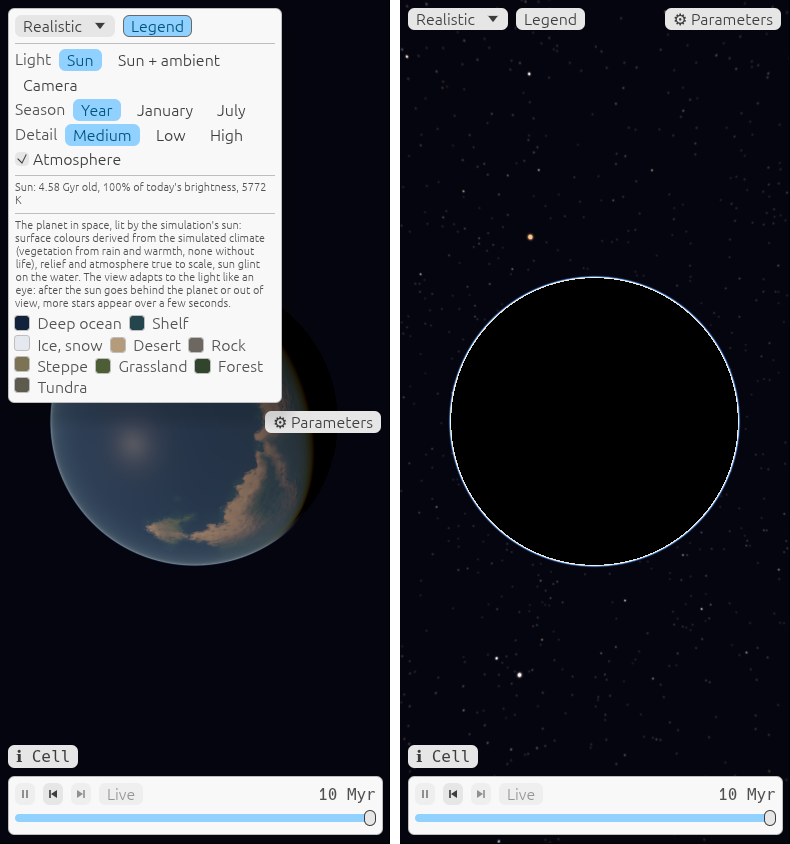 Realistic Legend
Light Sun Sun + ambient
Camera
Season Year January July
Detail Medium Low High
Atmosphere
Sun: 4.58 Gyr old, 100% of today's brightness, 5772
K
The planet in space, lit by the simulation's sun:
surface colours derived from the simulated climate
(vegetation from rain and warmth, none without
life), relief and atmosphere true to scale, sun glint
on the water. The view adapts to the light like an
eye: after the sun goes behind the planet or out of
view, more stars appear over a few seconds.
Deep ocean Shelf
Ice, snow Desert Rock
Steppe Grassland Forest
Tundra
⚙ Parameters
ℹ Cell
Live 10 Myr
Realistic Legend ⚙ Parameters
ℹ Cell
Live 10 Myr